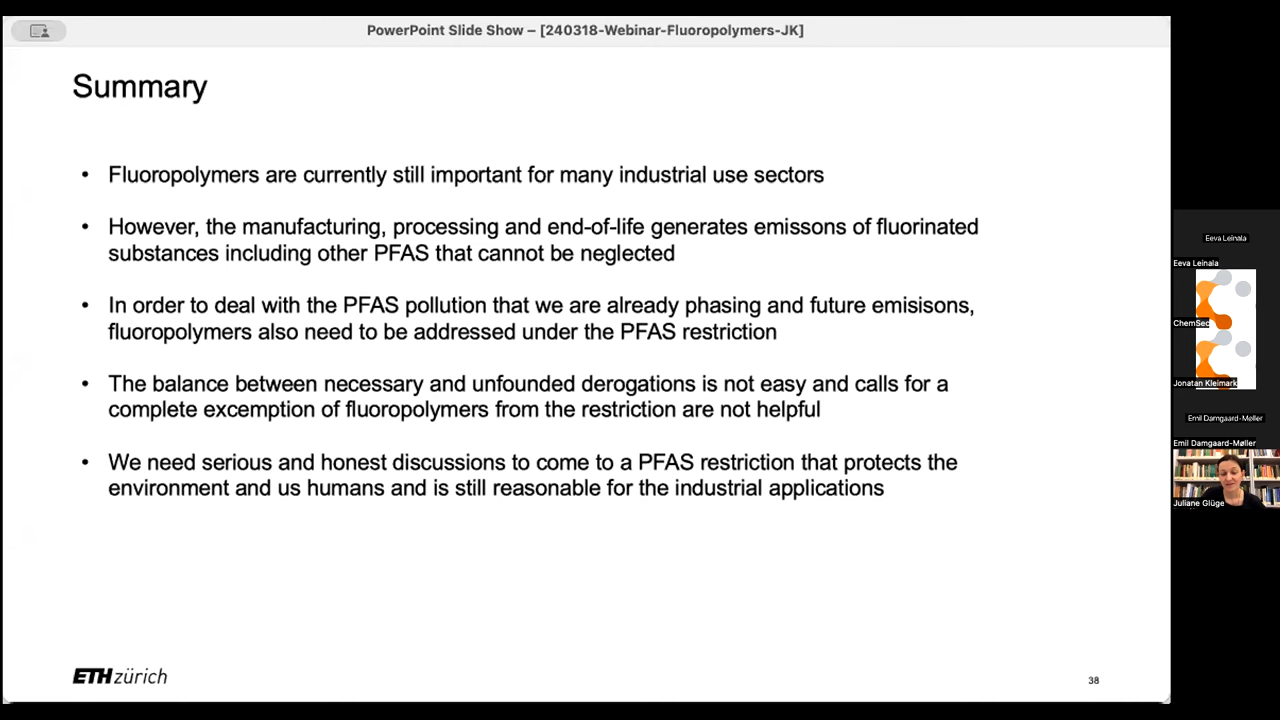 PowerPoint Slide Show – [240318-Webinar-Fluoropolymers-JK]
Summary
• Fluoropolymers are currently still important for many industrial use sectors
• However, the manufacturing, processing and end-of-life generates emissons of fluorinated
substances including other PFAS that cannot be neglected
• In order to deal with the PFAS pollution that we are already phasing and future emisisons,
fluoropolymers also need to be addressed under the PFAS restriction
• The balance between necessary and unfounded derogations is not easy and calls for a
complete excemption of fluoropolymers from the restriction are not helpful
• We need serious and honest discussions to come to a PFAS restriction that protects the
environment and us humans and is still reasonable for the industrial applications
ETH zürich
38
Eeva Leinala
Eeva Leinala
ChemSec
Jonatan Kleimark
Emil Damgaard-Møller
Emil Damgaard-Møller
Juliane Glüge